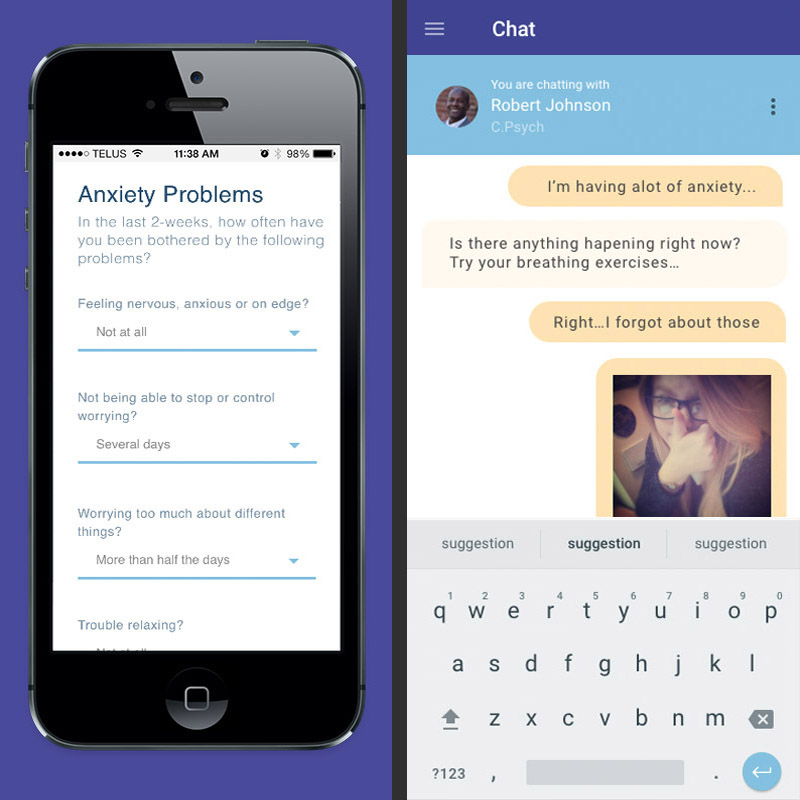 TELUS 11:38 AM 98%
Anxiety Problems
In the last 2-weeks, how often have
you been bothered by the following
problems?
Feeling nervous, anxious or on edge?
Not at all
Not being able to stop or control
worrying?
Several days
Worrying too much about different
things?
More than half the days
Trouble relaxing?
Chat
You are chatting with
Robert Johnson
C.Psych
I'm having alot of anxiety...
Is there anything hapening right now?
Try your breathing exercises…
Right…I forgot about those
suggestion suggestion suggestion
1 2 3 4 5 6 7 8 9 0
q w e r t y u i o p
a s d f g h j k l
z x c v b n m
?123 , .